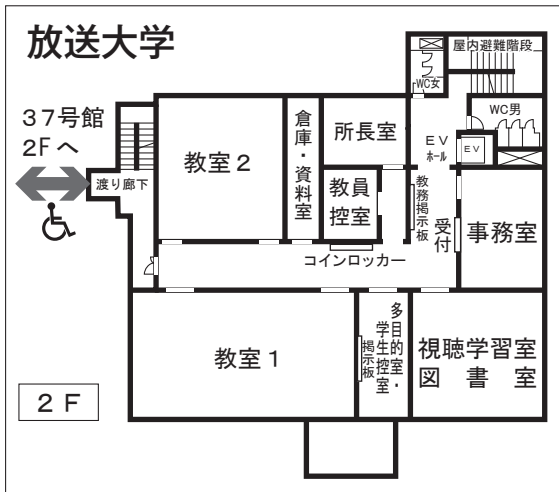 放送大学
屋内避難階段
WC女
WC男
37号館
2Fへ
渡り廊下
教室2
倉庫・資料室
所長室
EV
ホール
EV
教員
控室
教務掲示板
受付
事務室
コインロッカー
教室1
多目的室・
学生控室
掲示板
視聴学習室
図書室
2F